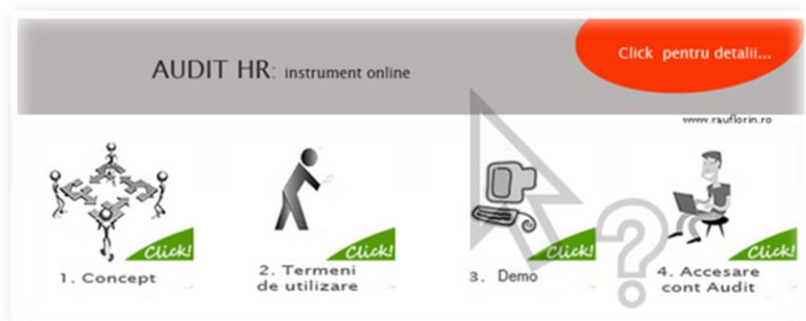 AUDIT HR: instrument online
Click pentru detalii...
www.rauflorin.ro
Click!
Click!
Click!
Click!
1. Concept
2. Termeni
de utilizare
3. Demo
4. Accesare
cont Audit
?